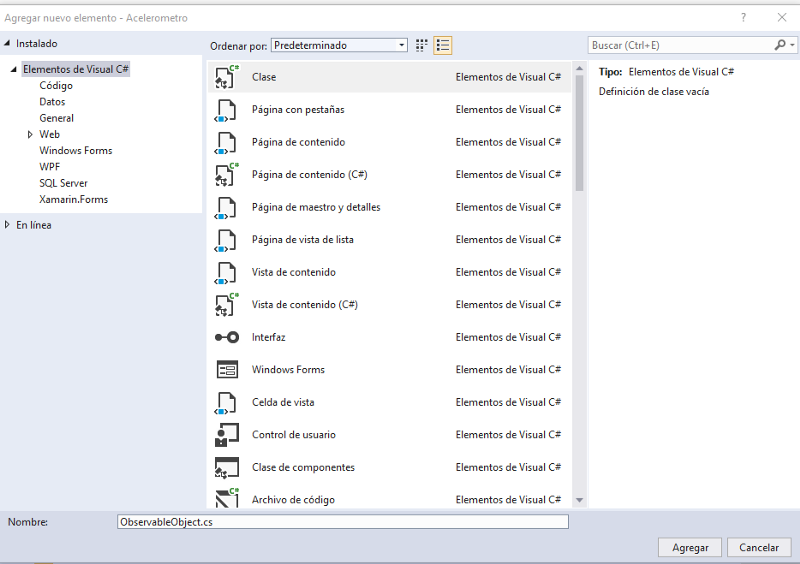 Agregar nuevo elemento - Acelerometro
? ×
Instalado
Elementos de Visual C#
Código
Datos
General
Web
Windows Forms
WPF
SQL Server
Xamarin.Forms
En línea
Ordenar por: Predeterminado
Clase Elementos de Visual C#
Página con pestañas Elementos de Visual C#
Página de contenido Elementos de Visual C#
Página de contenido (C#) Elementos de Visual C#
Página de maestro y detalles Elementos de Visual C#
Página de vista de lista Elementos de Visual C#
Vista de contenido Elementos de Visual C#
Vista de contenido (C#) Elementos de Visual C#
Interfaz Elementos de Visual C#
Windows Forms Elementos de Visual C#
Celda de vista Elementos de Visual C#
Control de usuario Elementos de Visual C#
Clase de componentes Elementos de Visual C#
Archivo de código Elementos de Visual C#
Buscar (Ctrl+E)
Tipo: Elementos de Visual C#
Definición de clase vacía
Nombre: ObservableObject.cs
Agregar Cancelar